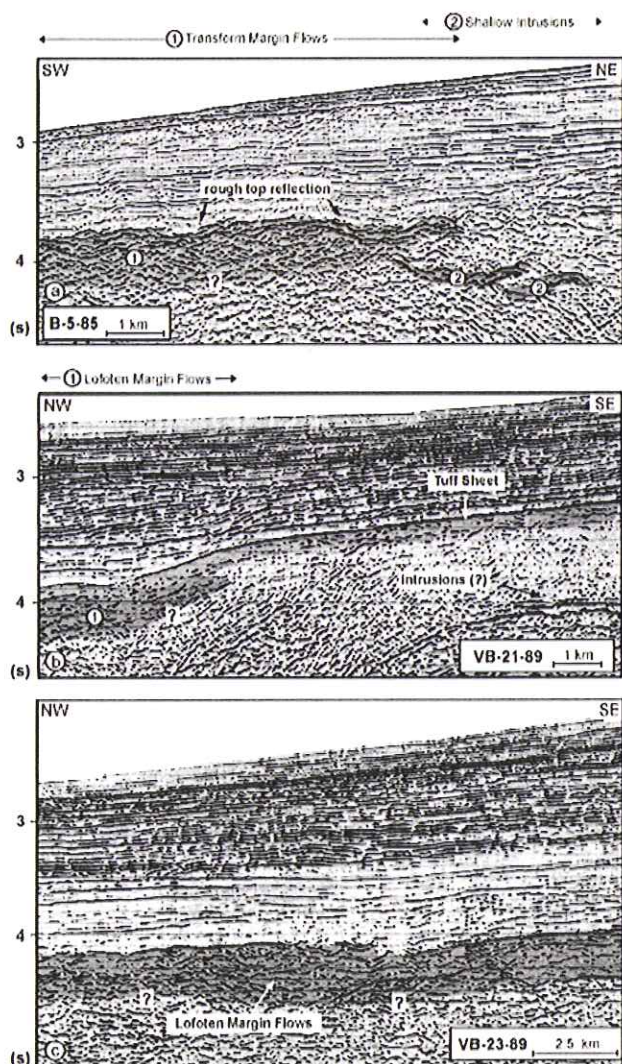 ② Shallow Intrusions
① Transform Margin Flows
SW NE
3
rough top reflection
①
4
② ②
?
a
(s)
B-5-85 1 km
① Lofoten Margin Flows
NW SE
3
Tuff Sheet
Intrusions (?)
4
①
?
(s)
b
VB-21-89 1 km
NW SE
3
4
? ?
Lofoten Margin Flows
(s)
c
VB-23-89 2.5 km